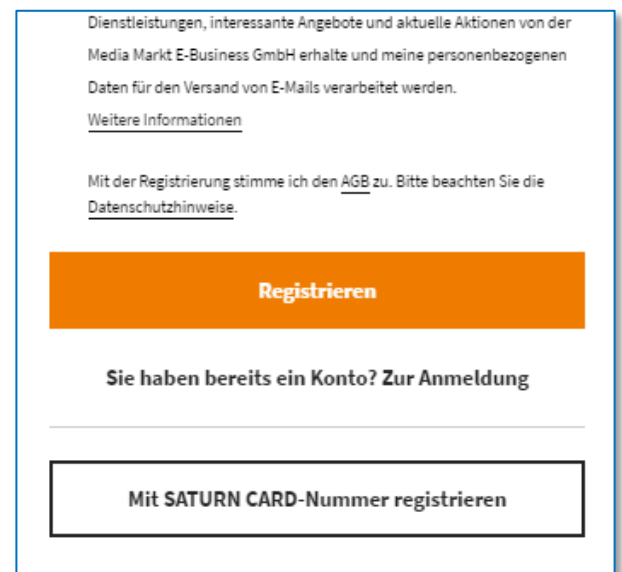 Dienstleistungen, interessante Angebote und aktuelle Aktionen von der
Media Markt E-Business GmbH erhalte und meine personenbezogenen
Daten für den Versand von E-Mails verarbeitet werden.
Weitere Informationen
Mit der Registrierung stimme ich den AGB zu. Bitte beachten Sie die
Datenschutzhinweise.
Registrieren
Sie haben bereits ein Konto? Zur Anmeldung
Mit SATURN CARD-Nummer registrieren